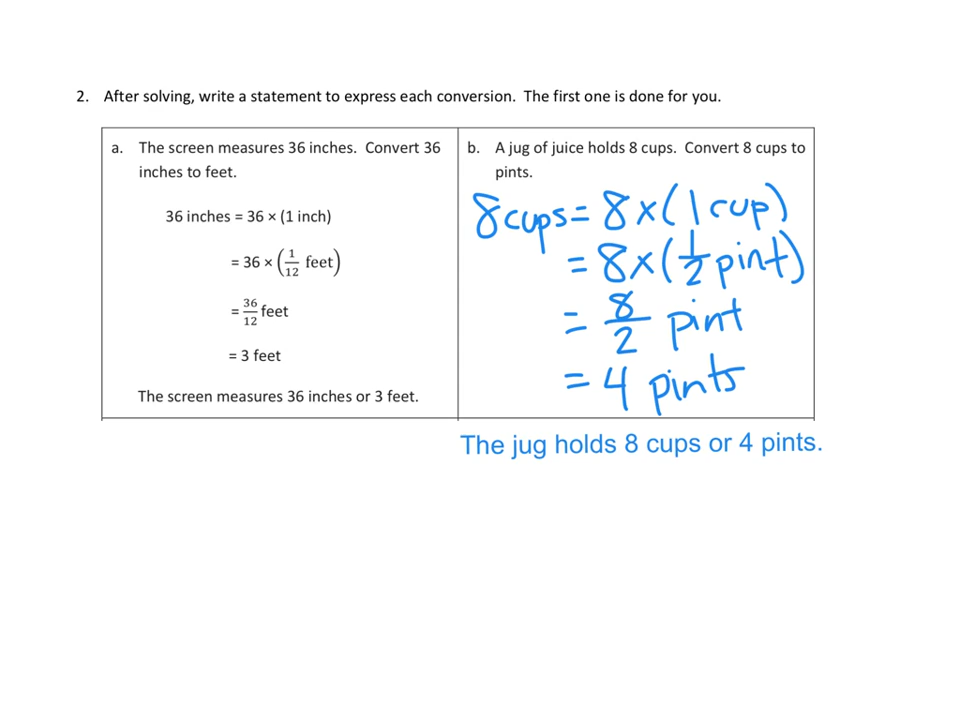 2. After solving, write a statement to express each conversion. The first one is done for you.
a. The screen measures 36 inches. Convert 36
inches to feet.
36 inches = 36 × (1 inch)
= 36 × (1/12 feet)
= 36/12 feet
= 3 feet
The screen measures 36 inches or 3 feet.
b. A jug of juice holds 8 cups. Convert 8 cups to
pints.
8 cups = 8 x (1 cup)
= 8 x (1/2 pint)
= 8/2 pint
= 4 pints
The jug holds 8 cups or 4 pints.